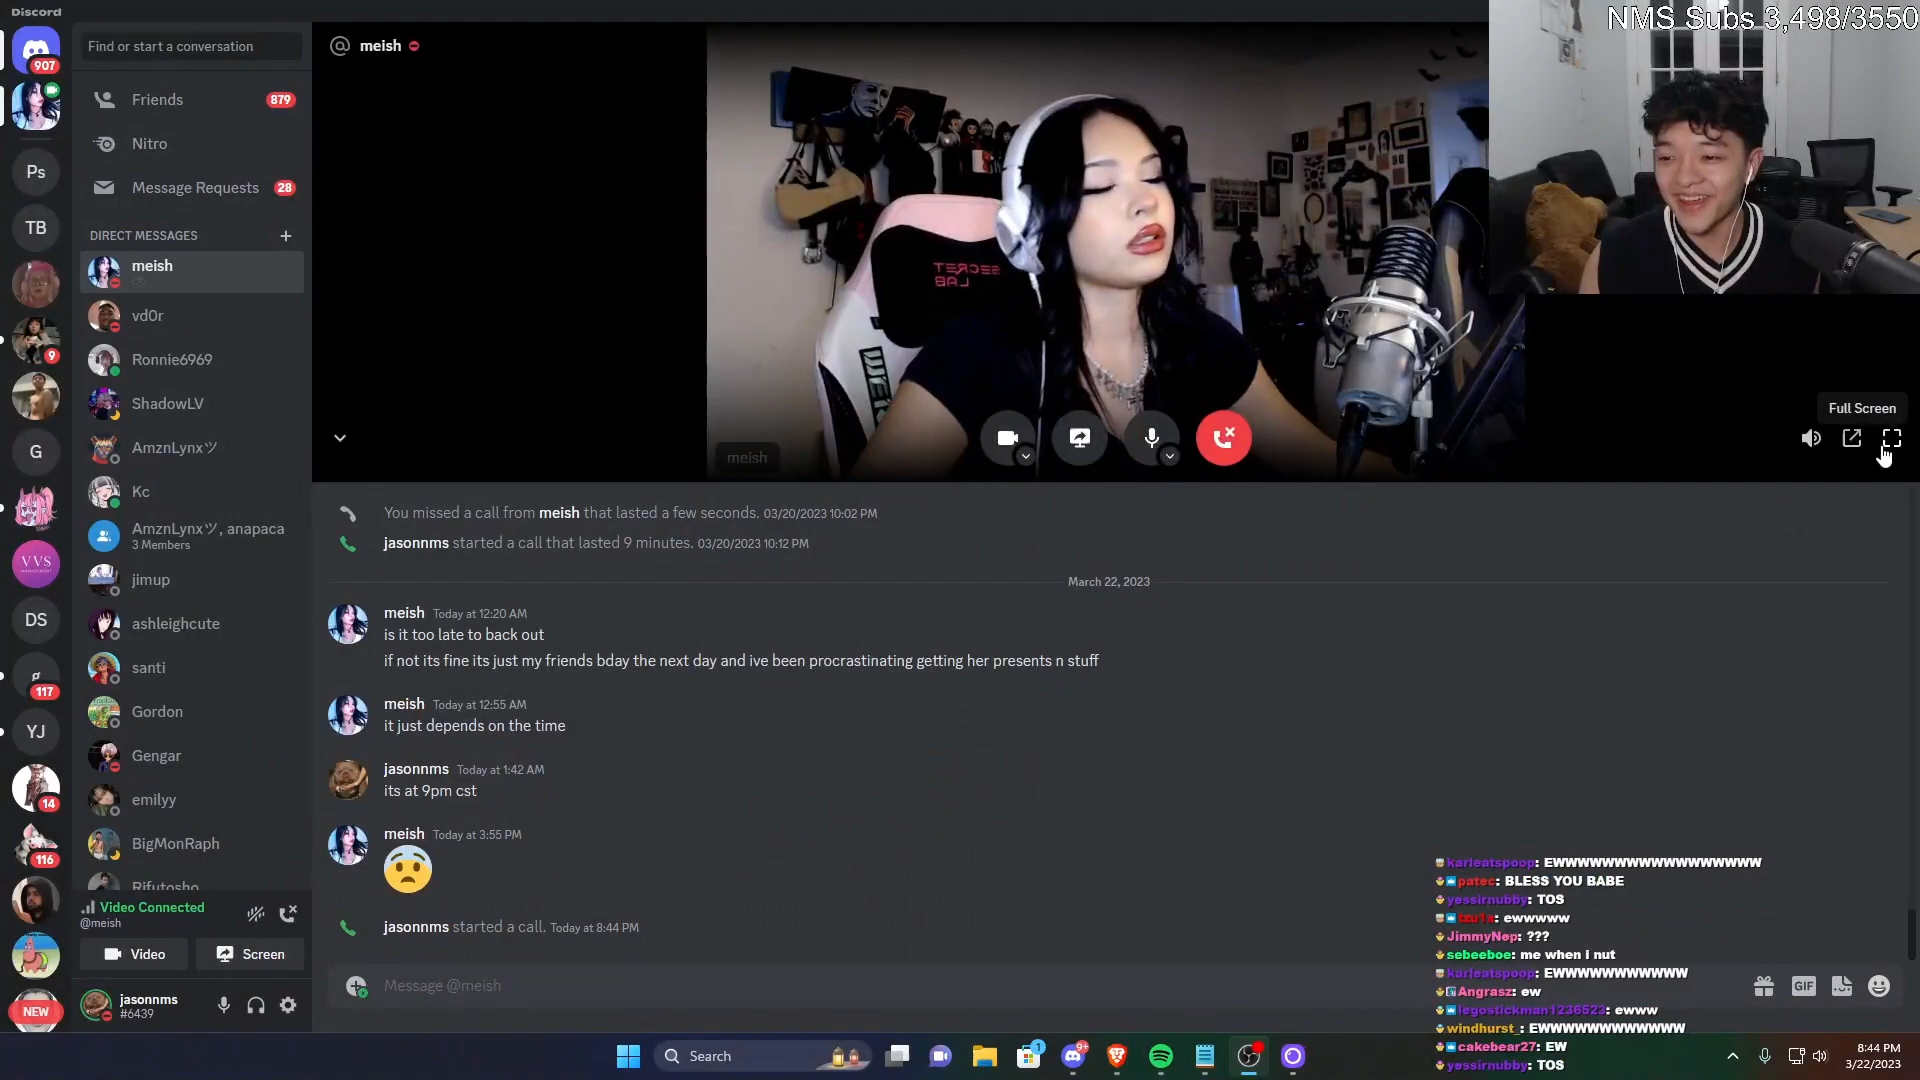 Discord
NMS Subs 3,498/3550
907
Find or start a conversation
Friends
879
Nitro
Message Requests
28
DIRECT MESSAGES
meish
vd0r
Ronnie6969
ShadowLV
AmznLynxツ
Kc
AmznLynxツ, anapaca
3 Members
jimup
ashleighcute
santi
Gordon
Gengar
emilyy
BigMonRaph
Rifutosho
Video Connected
@meish
Video
Screen
jasonnms
#6439
Ps
TB
9
G
VVS
DS
g
117
YJ
14
116
NEW
@ meish
SECRET
LAB
meish
Full Screen
You missed a call from meish that lasted a few seconds. 03/20/2023 10:02 PM
jasonnms started a call that lasted 9 minutes. 03/20/2023 10:12 PM
March 22, 2023
meish Today at 12:20 AM
is it too late to back out
if not its fine its just my friends bday the next day and ive been procrastinating getting her presents n stuff
meish Today at 12:55 AM
it just depends on the time
jasonnms Today at 1:42 AM
its at 9pm cst
meish Today at 3:55 PM
jasonnms started a call. Today at 8:44 PM
Message @meish
GIF
karleatspoop: EWWWWWWWWWWWWWWWWWW
patec: BLESS YOU BABE
yossirnubby: TOS
ewwwww
JimmyNep: ???
sebeeboe: me when i nut
karleatspoop: EWWWWWWWWWWW
Angrasz: ew
legostickman1236523: ewww
windhurst_: EWWWWWWWWWWWW
cakebear27: EW
yossirnubby: TOS
Search
1
9+
8:44 PM
3/22/2023